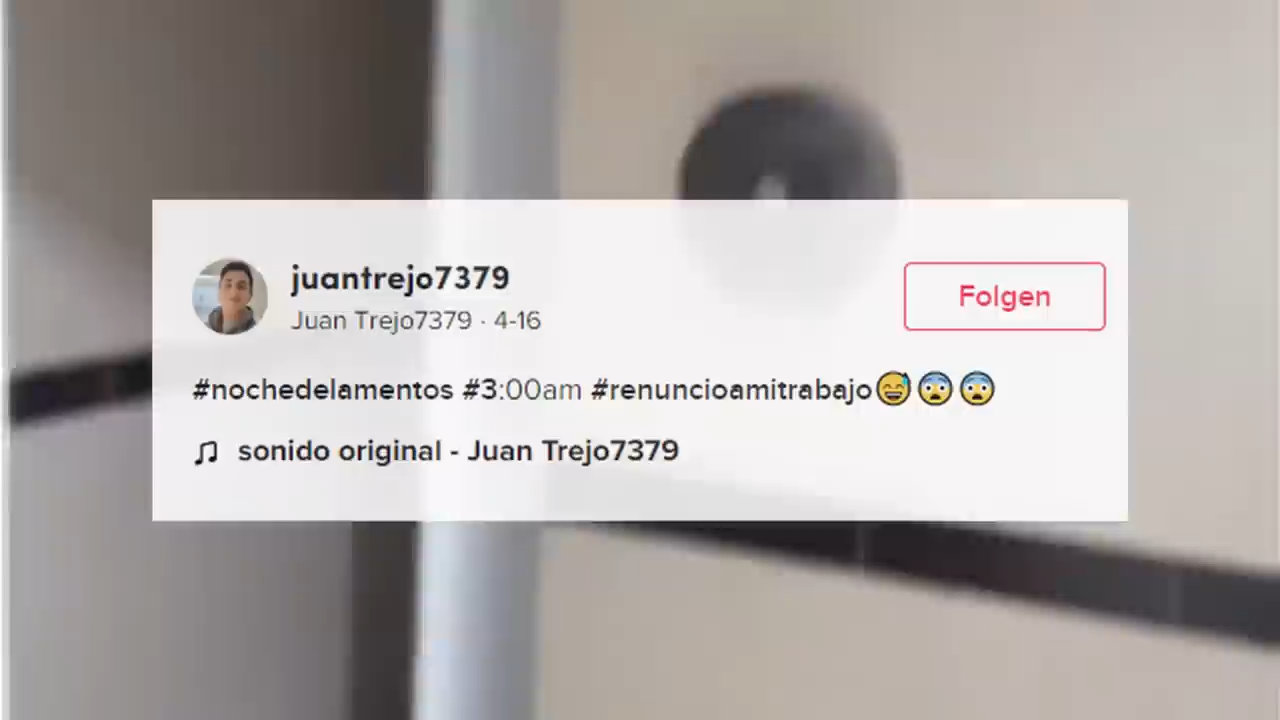 juantrejo7379
Juan Trejo7379 · 4-16
Folgen
#nochedelamentos #3:00am #renuncioamitrabajo😅😨😨
sonido original - Juan Trejo7379